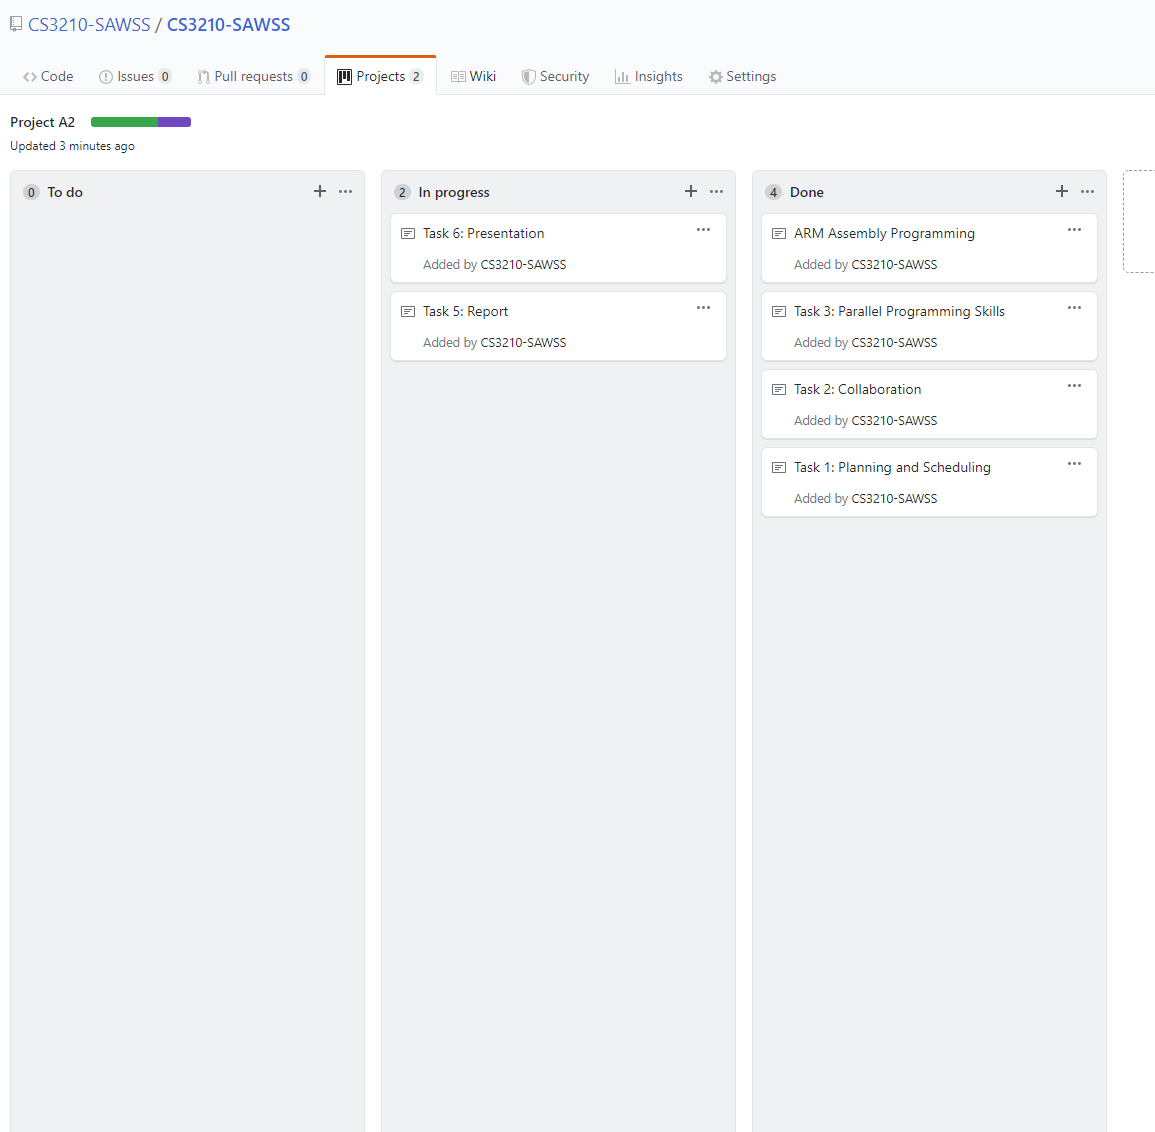 CS3210-SAWSS / CS3210-SAWSS
Code Issues 0 Pull requests 0 Projects 2 Wiki Security Insights Settings
Project A2
Updated 3 minutes ago
0 To do
2 In progress
Task 6: Presentation
Added by CS3210-SAWSS
Task 5: Report
Added by CS3210-SAWSS
4 Done
ARM Assembly Programming
Added by CS3210-SAWSS
Task 3: Parallel Programming Skills
Added by CS3210-SAWSS
Task 2: Collaboration
Added by CS3210-SAWSS
Task 1: Planning and Scheduling
Added by CS3210-SAWSS